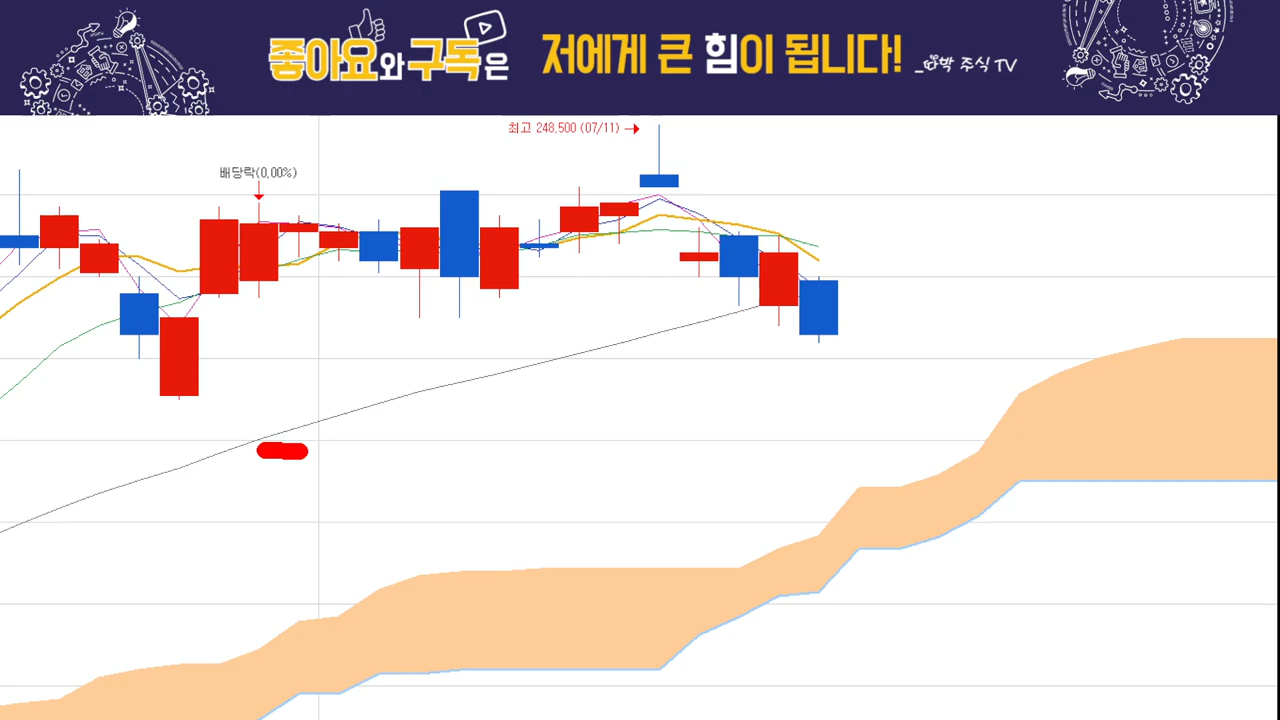 좋아요와 구독은 저에게 큰 힘이 됩니다!
박 주식 TV
최고 248,500 (07/11)
배당락(0,00%)